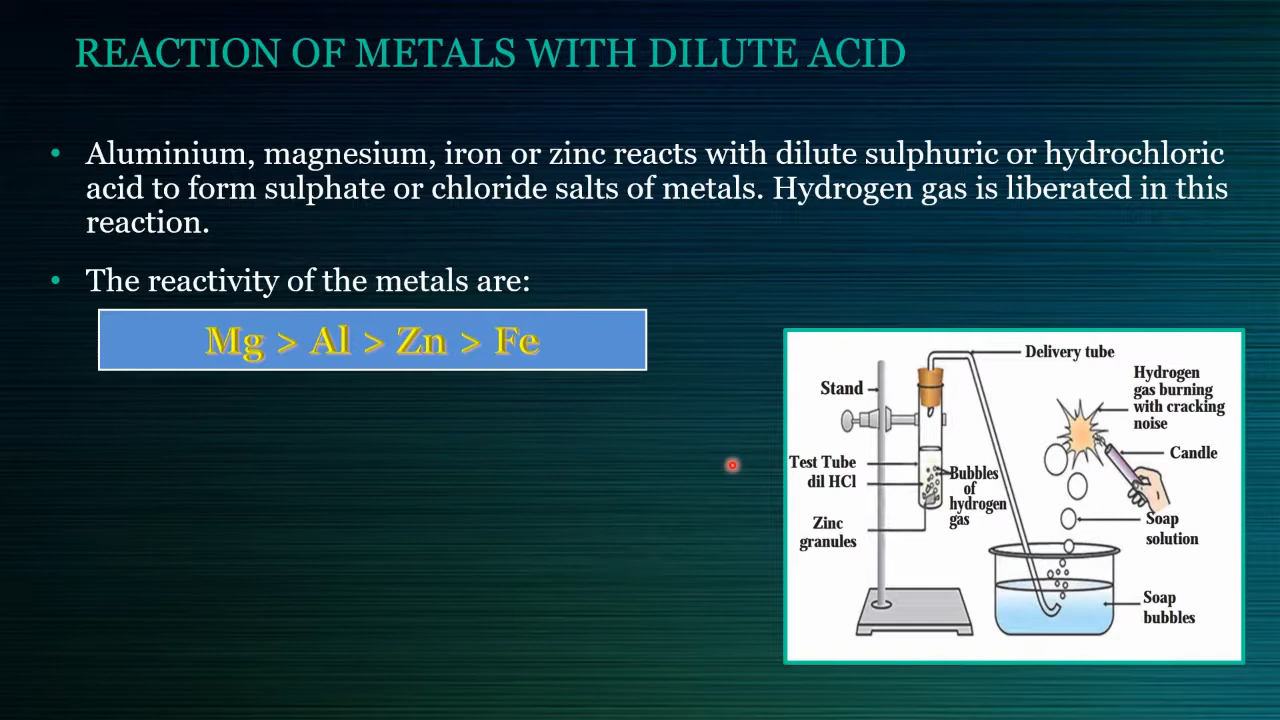 REACTION OF METALS WITH DILUTE ACID
• Aluminium, magnesium, iron or zinc reacts with dilute sulphuric or hydrochloric
acid to form sulphate or chloride salts of metals. Hydrogen gas is liberated in this
reaction.
• The reactivity of the metals are:
Mg > Al > Zn > Fe
Delivery tube
Stand
Hydrogen
gas burning
with cracking
noise
Candle
Test Tube
dil HCl
Bubbles
of
hydrogen
gas
Zinc
granules
Soap
solution
Soap
bubbles